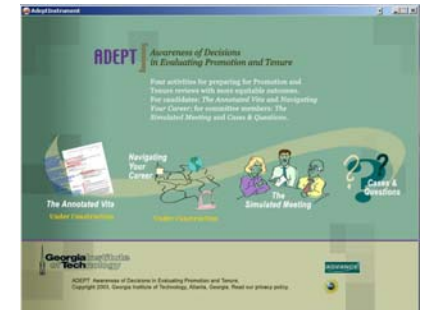 AdeptInstrument
ADEPT
Awareness of Decisions
in Evaluating Promotion and Tenure
Four activities for preparing for Promotion and
Tenure reviews with more equitable outcomes.
For candidates: The Annotated Vita and Navigating
Your Career; for committee members: The
Simulated Meeting and Cases & Questions.
Navigating
Your
Career
The Annotated Vita
Under Construction
Under Construction
The
Simulated Meeting
Cases &
Questions
Georgia Institute
of Technology
ADVANCE
ADEPT Awareness of Decisions in Evaluating Promotion and Tenure.
Copyright 2003, Georgia Institute of Technology, Atlanta, Georgia. Read our privacy policy.